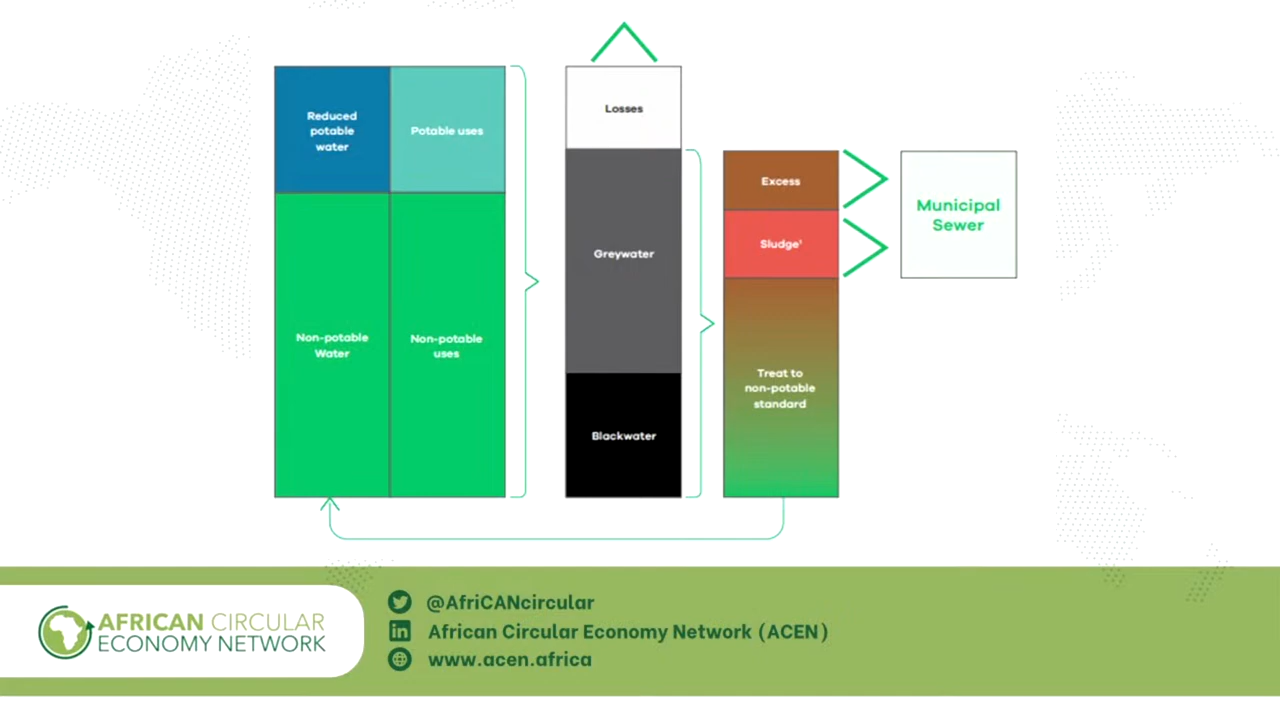 Reduced
potable
water
Potable uses
Non-potable
Water
Non-potable
uses
Losses
Greywater
Blackwater
Excess
Sludge¹
Treat to
non-potable
standard
Municipal
Sewer
AFRICAN CIRCULAR
ECONOMY NETWORK
@AfriCANcircular
African Circular Economy Network (ACEN)
www.acen.africa